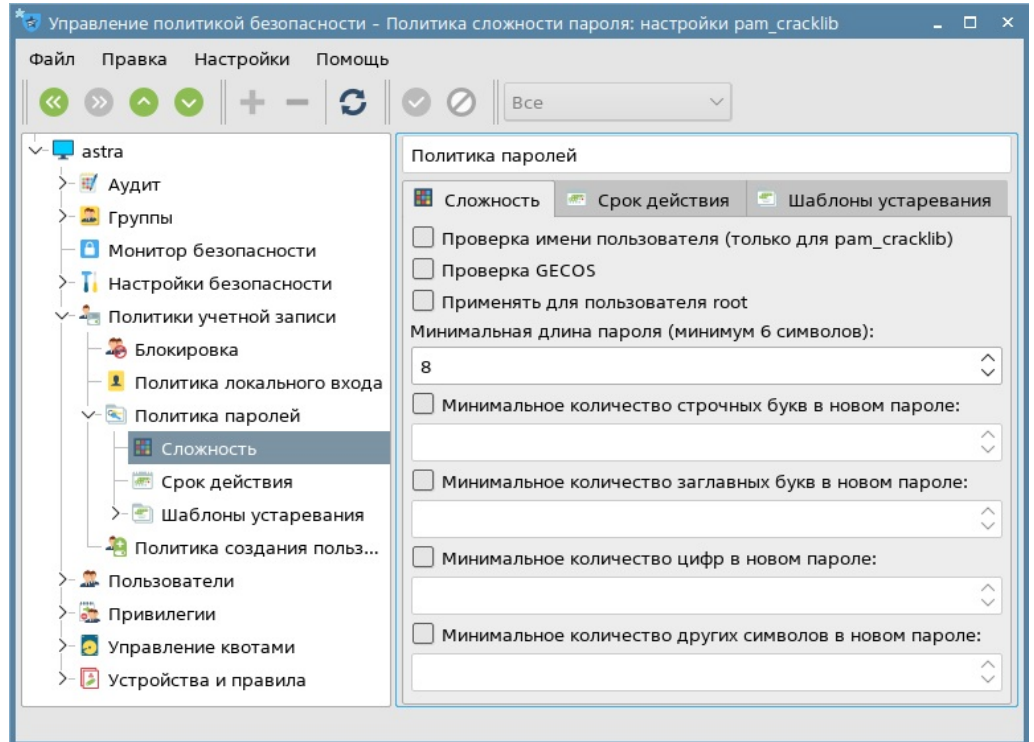 Управление политикой безопасности – Политика сложности пароля: настройки pam_cracklib
Файл Правка Настройки Помощь
Все
astra
Аудит
Группы
Монитор безопасности
Настройки безопасности
Политики учетной записи
Блокировка
Политика локального входа
Политика паролей
Сложность
Срок действия
Шаблоны устаревания
Политика создания польз...
Пользователи
Привилегии
Управление квотами
Устройства и правила
Политика паролей
Сложность Срок действия Шаблоны устаревания
Проверка имени пользователя (только для pam_cracklib)
Проверка GECOS
Применять для пользователя root
Минимальная длина пароля (минимум 6 символов):
8
Минимальное количество строчных букв в новом пароле:
Минимальное количество заглавных букв в новом пароле:
Минимальное количество цифр в новом пароле:
Минимальное количество других символов в новом пароле: